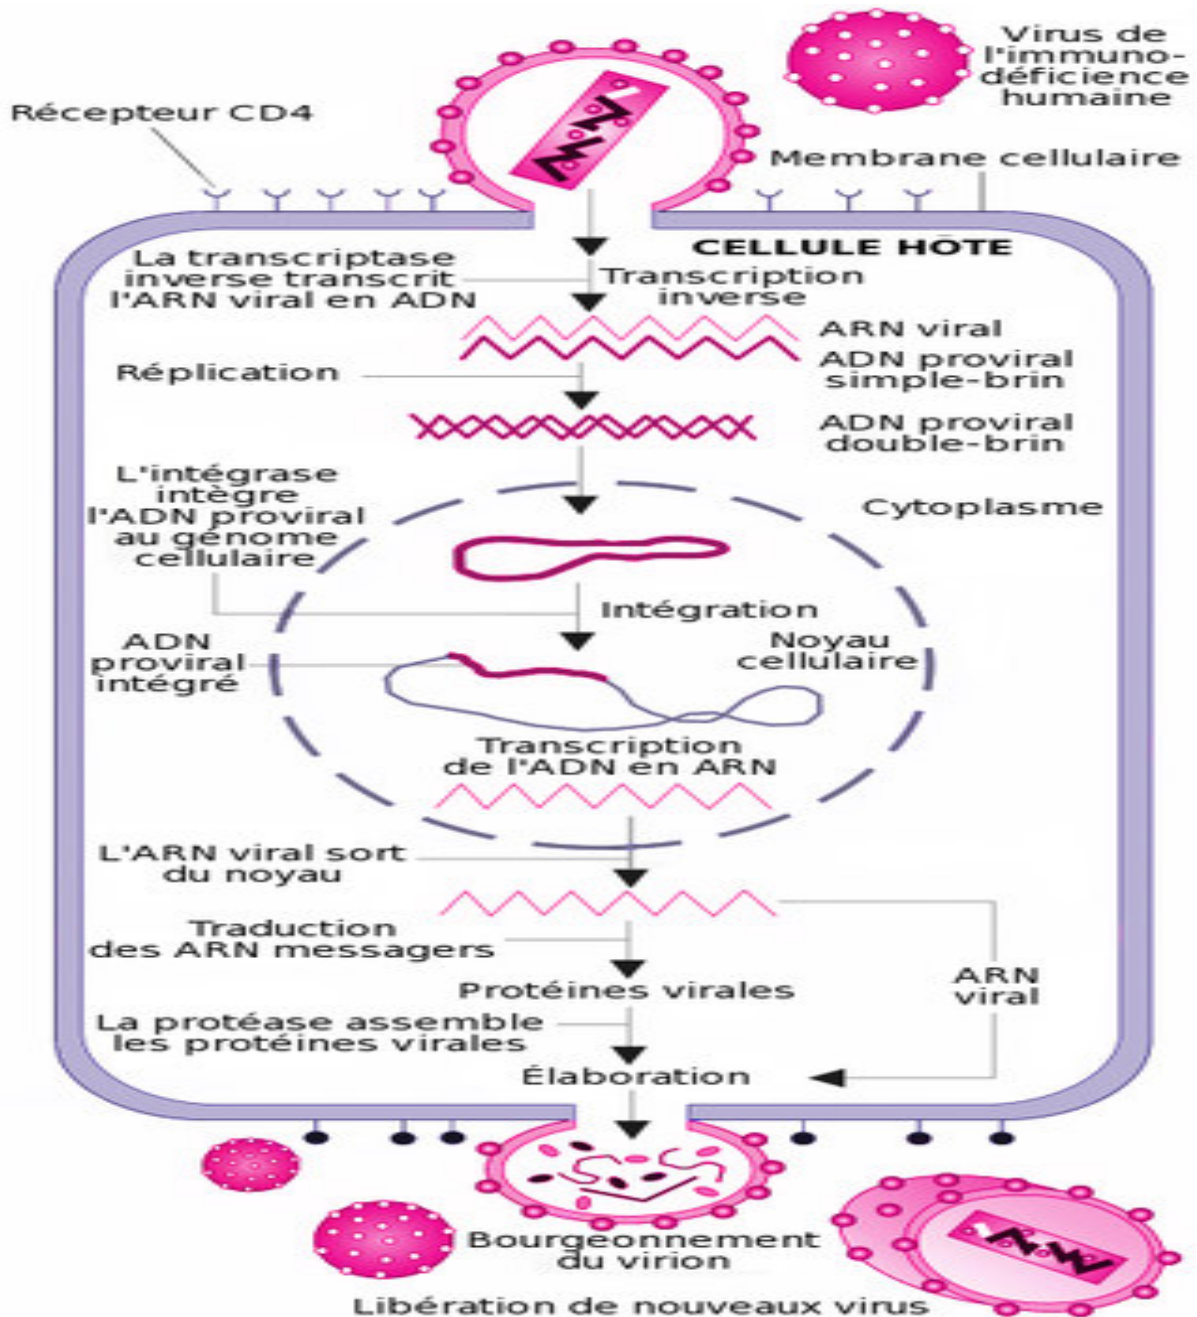 Virus de
l'immuno-
déficience
humaine
Récepteur CD4
Membrane cellulaire
CELLULE HÔTE
La transcriptase
inverse transcrit
l'ARN viral en ADN
Transcription
inverse
ARN viral
ADN proviral
simple-brin
Réplication
ADN proviral
double-brin
L'intégrase
intègre
l'ADN proviral
au génome
cellulaire
Cytoplasme
Intégration
ADN
proviral
intégré
Noyau
cellulaire
Transcription
de l'ADN en ARN
L'ARN viral sort
du noyau
Traduction
des ARN messagers
ARN
viral
Protéines virales
La protéase assemble
les protéines virales
Élaboration
Bourgeonnement
du virion
Libération de nouveaux virus